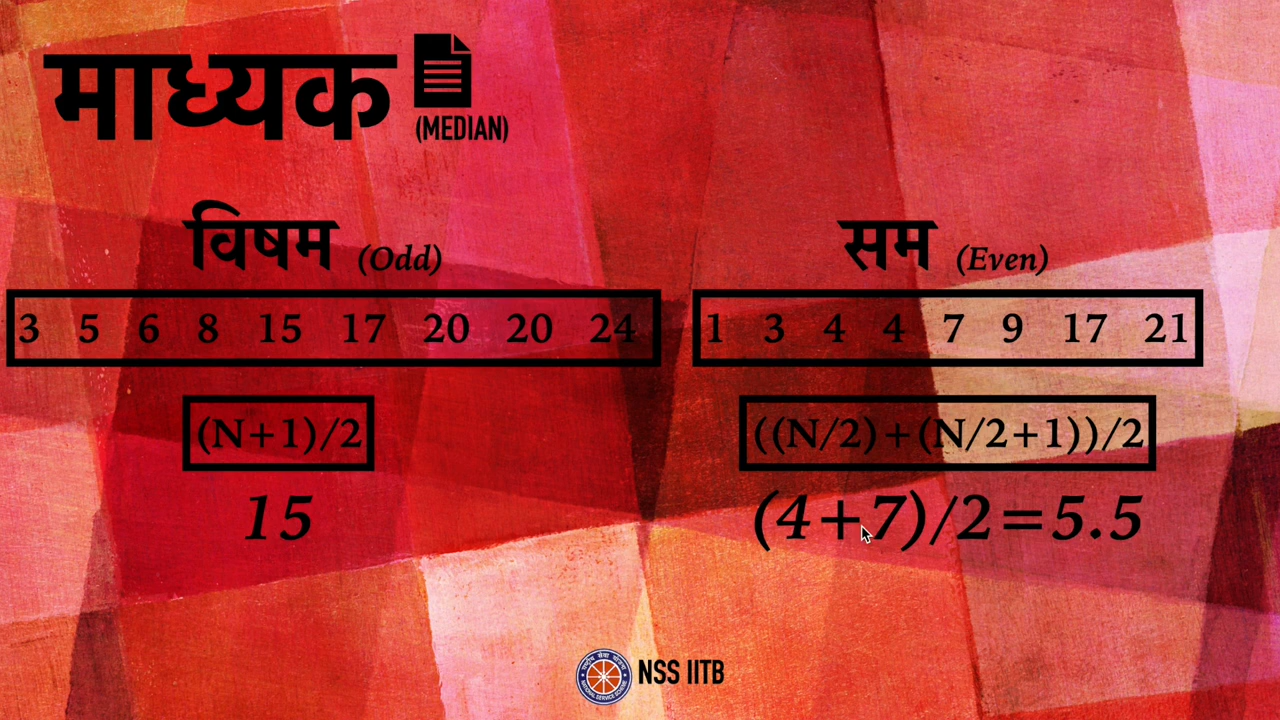 माध्यक
(MEDIAN)
विषम (Odd)
3 5 6 8 15 17 20 20 24
(N+1)/2
15
सम (Even)
1 3 4 4 7 9 17 21
((N/2)+(N/2+1))/2
(4+7)/2=5.5
NSS IITB